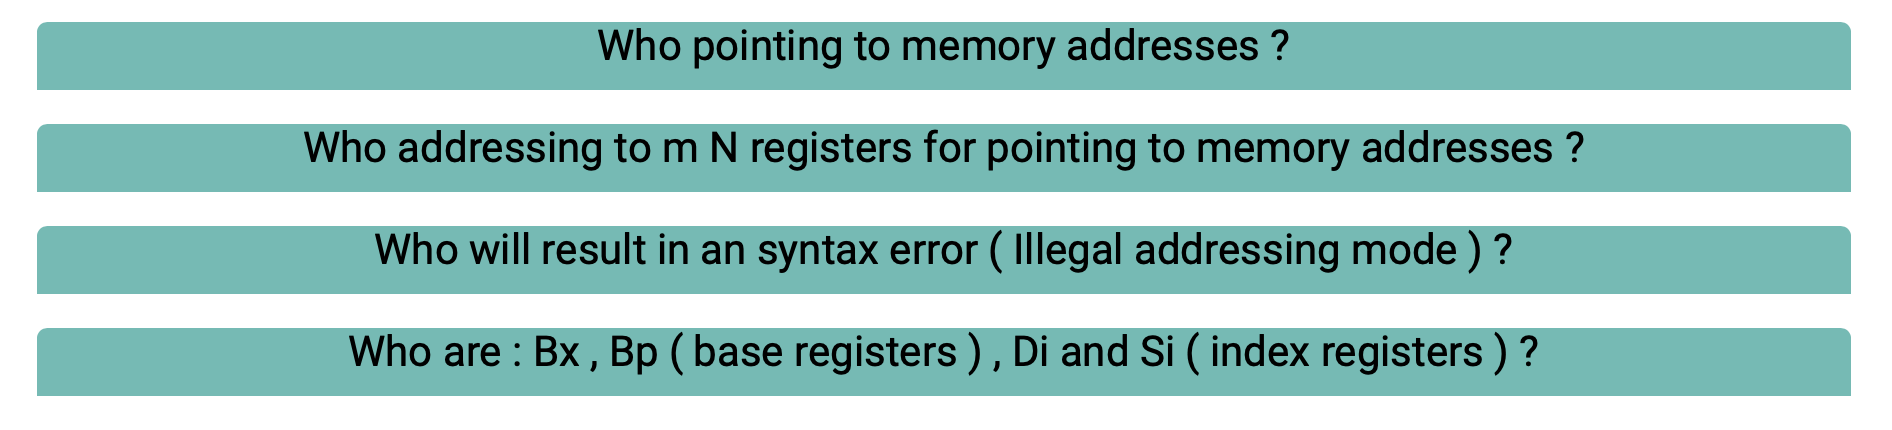 Who pointing to memory addresses ?
Who addressing to m N registers for pointing to memory addresses ?
Who will result in an syntax error ( Illegal addressing mode ) ?
Who are : Bx , Bp ( base registers ) , Di and Si ( index registers ) ?